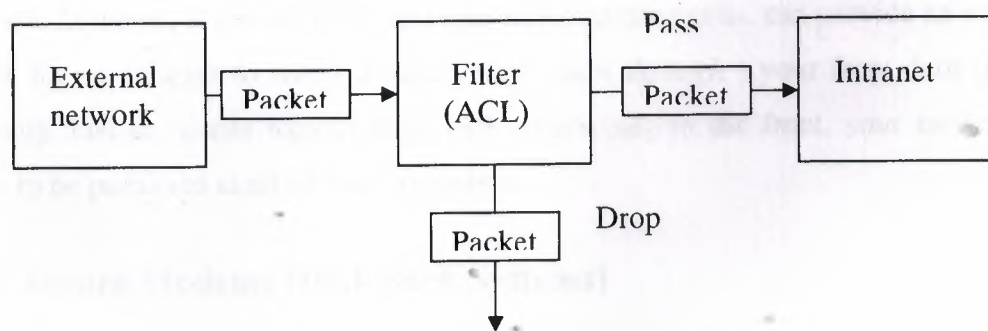 Pass
External
network
Packet
Filter
(ACL)
Packet
Intranet
Packet
Drop